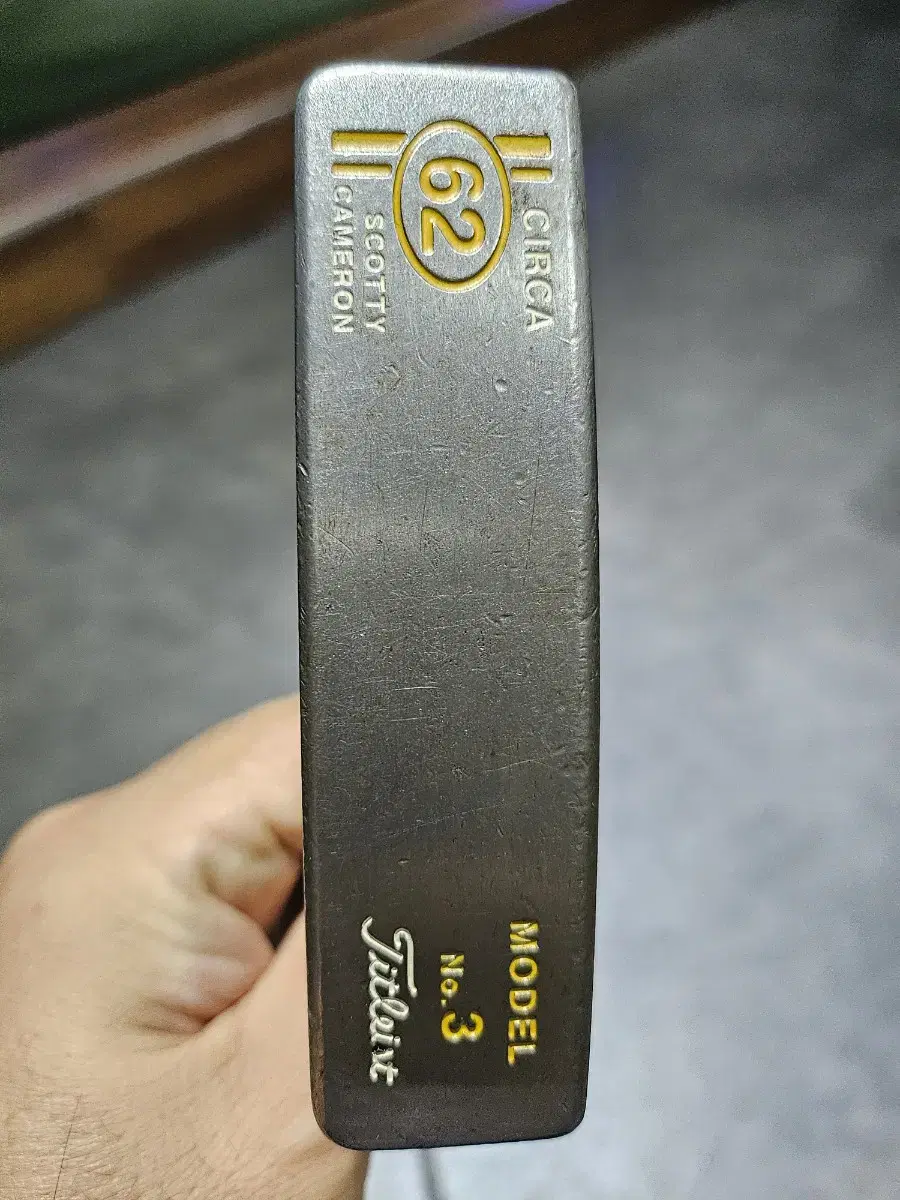 CIRCA
62
SCOTTY
CAMERON
MODEL
No. 3
Titleist